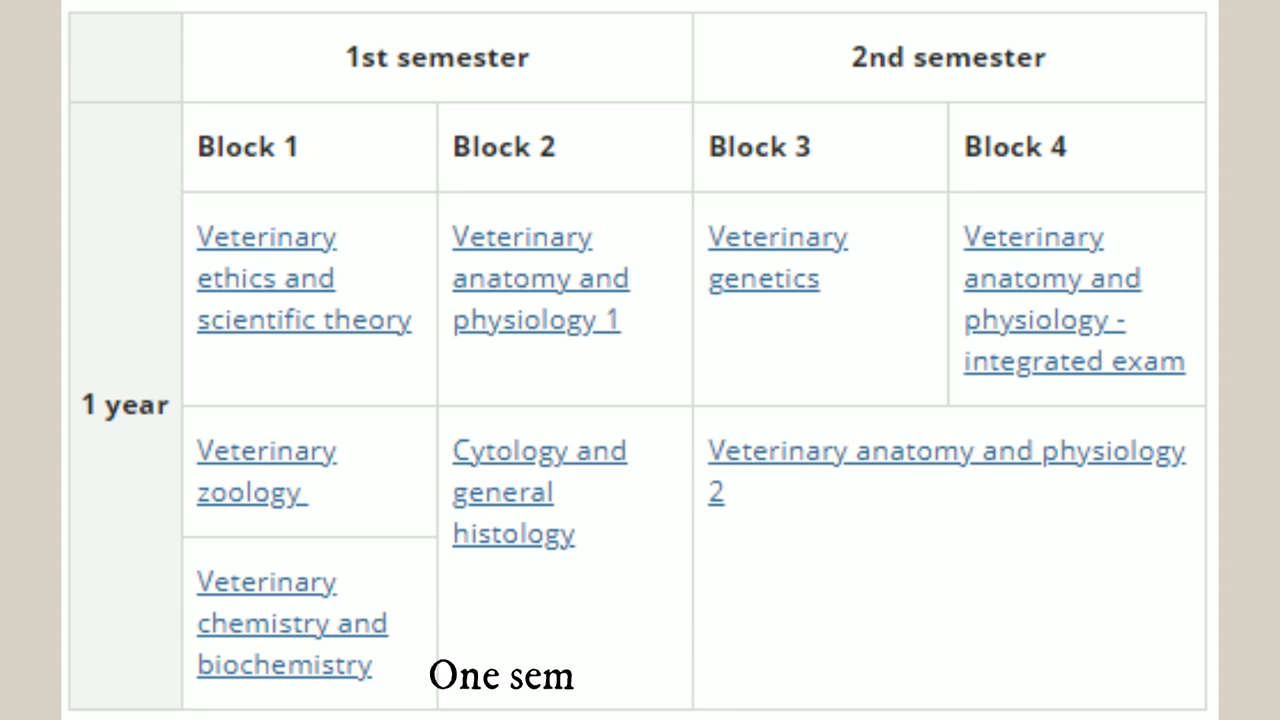 1st semester
2nd semester
Block 1
Block 2
Block 3
Block 4
1 year
Veterinary
ethics and
scientific theory
Veterinary
anatomy and
physiology 1
Veterinary
genetics
Veterinary
anatomy and
physiology -
integrated exam
Veterinary
zoology
Cytology and
general
histology
Veterinary anatomy and physiology
2
Veterinary
chemistry and
biochemistry
One sem